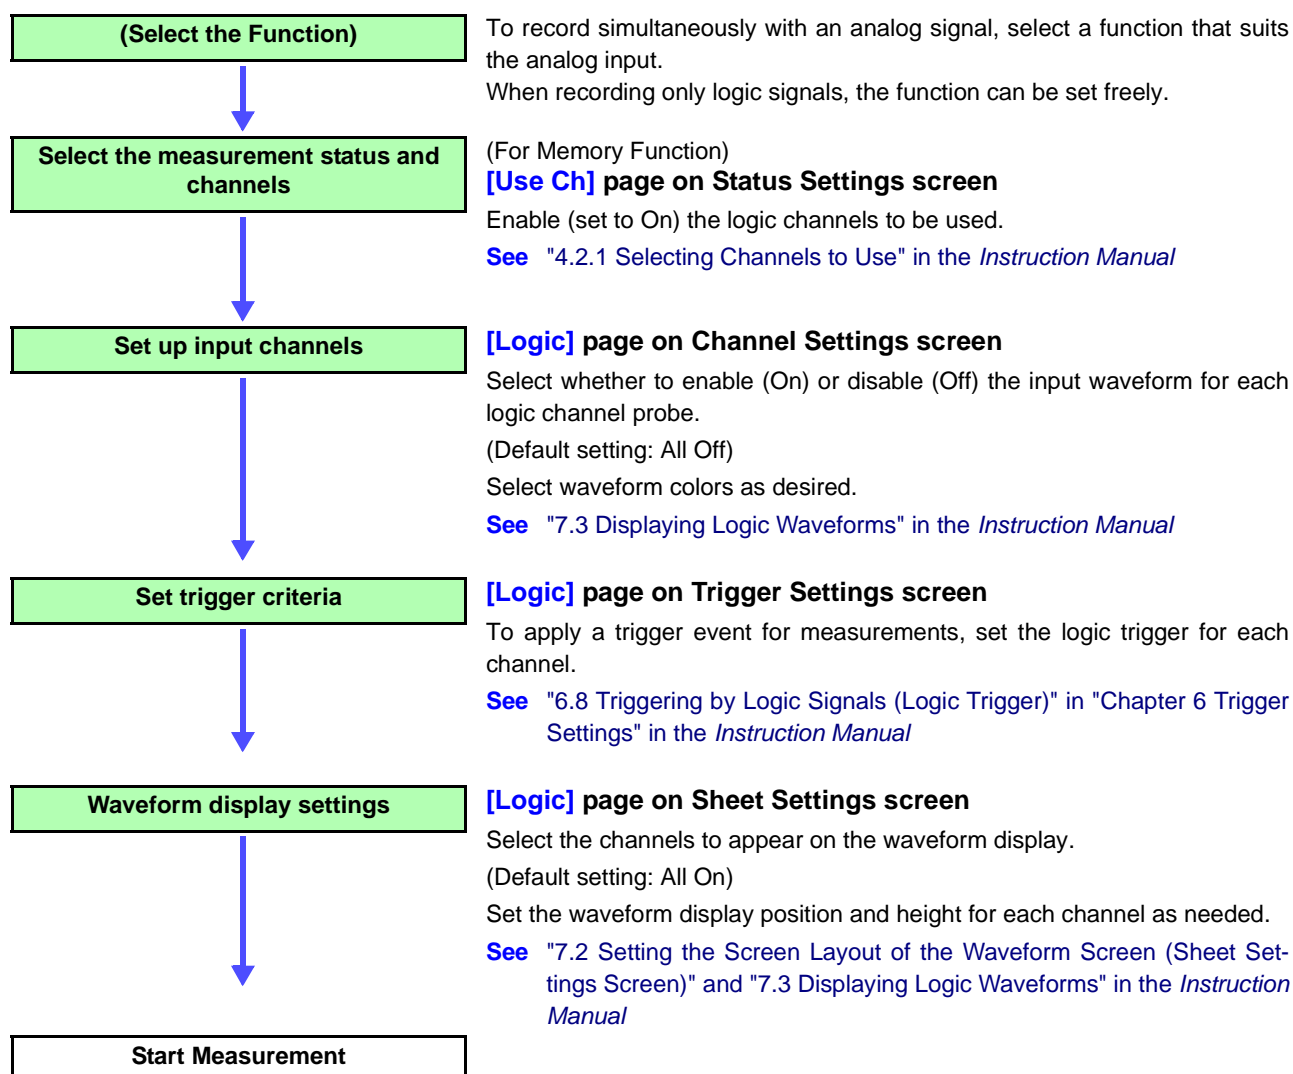 (Select the Function)
To record simultaneously with an analog signal, select a function that suits
the analog input.
When recording only logic signals, the function can be set freely.
Select the measurement status and
channels
(For Memory Function)
[Use Ch] page on Status Settings screen
Enable (set to On) the logic channels to be used.
See "4.2.1 Selecting Channels to Use" in the Instruction Manual
Set up input channels
[Logic] page on Channel Settings screen
Select whether to enable (On) or disable (Off) the input waveform for each
logic channel probe.
(Default setting: All Off)
Select waveform colors as desired.
See "7.3 Displaying Logic Waveforms" in the Instruction Manual
Set trigger criteria
[Logic] page on Trigger Settings screen
To apply a trigger event for measurements, set the logic trigger for each
channel.
See "6.8 Triggering by Logic Signals (Logic Trigger)" in "Chapter 6 Trigger
Settings" in the Instruction Manual
Waveform display settings
[Logic] page on Sheet Settings screen
Select the channels to appear on the waveform display.
(Default setting: All On)
Set the waveform display position and height for each channel as needed.
See "7.2 Setting the Screen Layout of the Waveform Screen (Sheet Set-
tings Screen)" and "7.3 Displaying Logic Waveforms" in the Instruction
Manual
Start Measurement